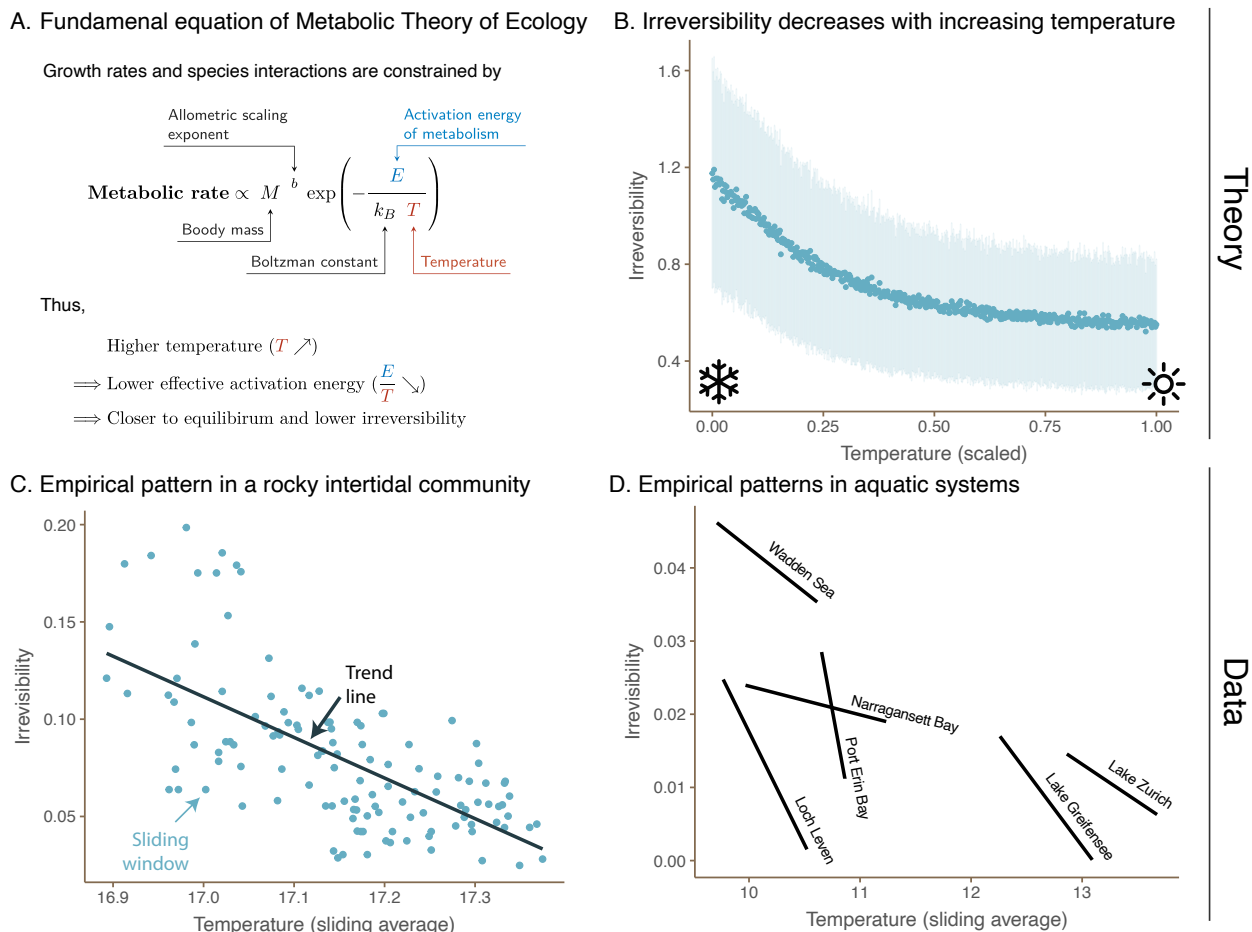 A. Fundamenal equation of Metabolic Theory of Ecology
Growth rates and species interactions are constrained by
Allometric scaling
exponent
Activation energy
of metabolism
Metabolic rate ∝ M b exp(− E / k_B T)
Boody mass
Boltzman constant
Temperature
Thus,
Higher temperature (T ↗)
⟹ Lower effective activation energy (E/T ↘)
⟹ Closer to equilibirum and lower irreversibility
B. Irreversibility decreases with increasing temperature
Irreversibility
1.6
1.2
0.8
0.4
0.00 0.25 0.50 0.75 1.00
Temperature (scaled)
Theory
C. Empirical pattern in a rocky intertidal community
Irrevisibility
0.20
0.15
0.10
0.05
Trend
line
Sliding
window
16.9 17.0 17.1 17.2 17.3
Temperature (sliding average)
D. Empirical patterns in aquatic systems
Irrevisibility
0.04
0.03
0.02
0.01
0.00
Wadden Sea
Narragansett Bay
Port Erin Bay
Loch Leven
Lake Greifensee
Lake Zurich
10 11 12 13
Temperature (sliding average)
Data